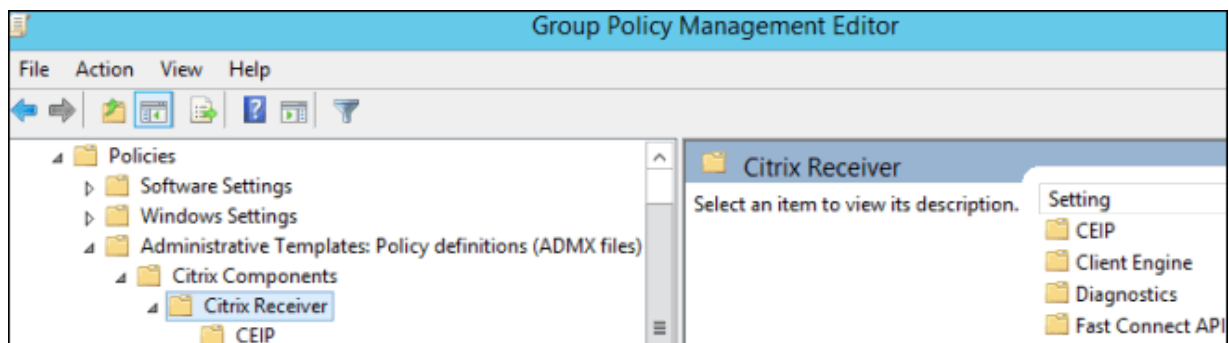 Group Policy Management Editor
File Action View Help
Policies
Software Settings
Windows Settings
Administrative Templates: Policy definitions (ADMX files)
Citrix Components
Citrix Receiver
CEIP
Citrix Receiver
Select an item to view its description.
Setting
CEIP
Client Engine
Diagnostics
Fast Connect API